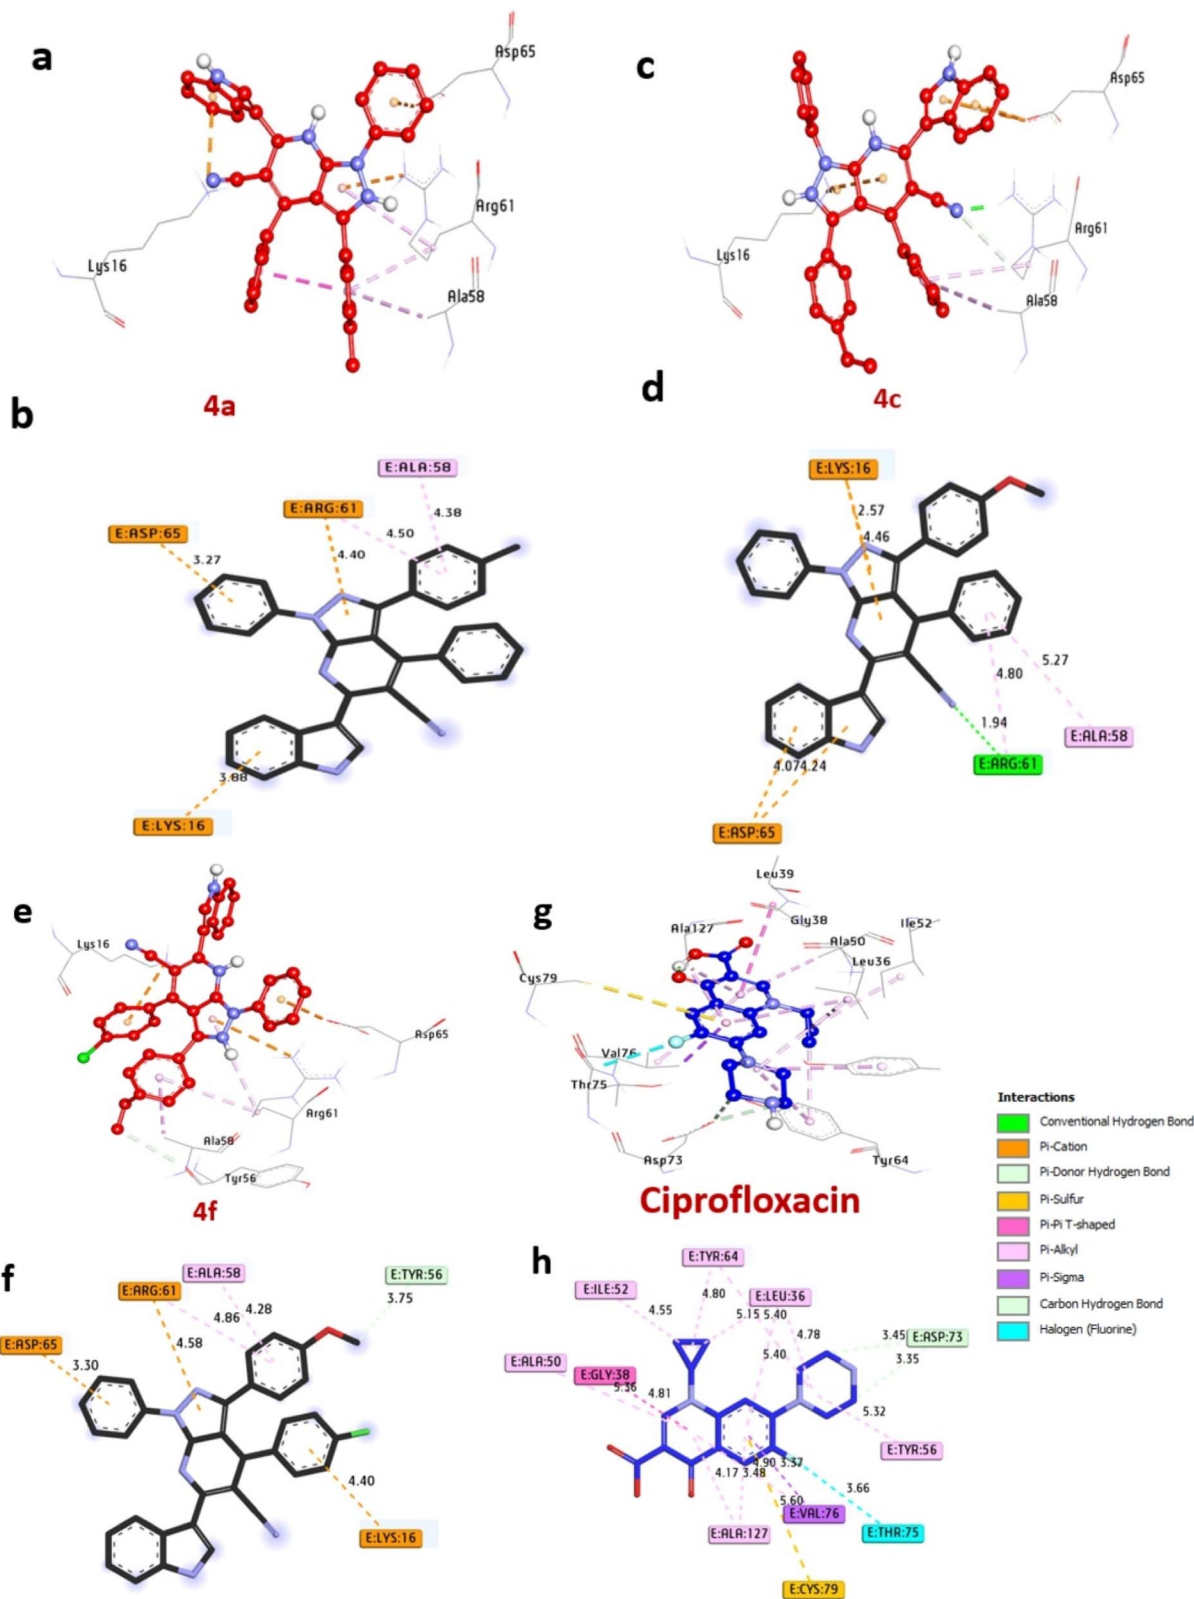 a
Asp65
Arg61
Lys16
Ala58
4a
c
Asp65
Arg61
Lys16
Ala58
4c
b
E:ALA:58
E:ARG:61
E:ASP:65
4.38
4.50
4.40
3.27
3.88
E:LYS:16
d
E:LYS:16
2.57
4.46
5.27
4.80
1.94
E:ALA:58
E:ARG:61
4.07
4.24
E:ASP:65
e
Lys16
Asp65
Arg61
Ala58
Tyr56
4f
g
Leu39
Gly38
Ala127
Ala50
Ile52
Leu36
Cys79
Val76
Thr75
Asp73
Tyr64
Ciprofloxacin
Interactions
Conventional Hydrogen Bond
Pi-Cation
Pi-Donor Hydrogen Bond
Pi-Sulfur
Pi-Pi T-shaped
Pi-Alkyl
Pi-Sigma
Carbon Hydrogen Bond
Halogen (Fluorine)
f
E:ALA:58
E:ARG:61
E:TYR:56
3.75
4.28
4.86
4.58
E:ASP:65
3.30
4.40
E:LYS:16
h
E:TYR:64
E:ILE:52
E:LEU:36
4.55
4.80
5.15
5.40
4.78
3.45
E:ASP:73
3.35
E:ALA:50
E:GLY:38
5.36
4.81
5.40
5.32
E:TYR:56
4.17
3.48
4.90
3.37
3.66
5.60
E:VAL:76
E:ALA:127
E:THR:75
E:CYS:79